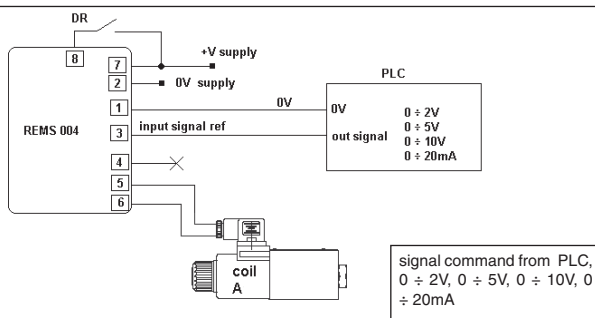 DR
8
+V supply
7
2
0V supply
PLC
1
0V
0V
0 ÷ 2V
0 ÷ 5V
0 ÷ 10V
0 ÷ 20mA
REMS 004
3
input signal ref
out signal
4
5
6
coil
A
signal command from PLC,
0 ÷ 2V, 0 ÷ 5V, 0 ÷ 10V, 0
÷ 20mA